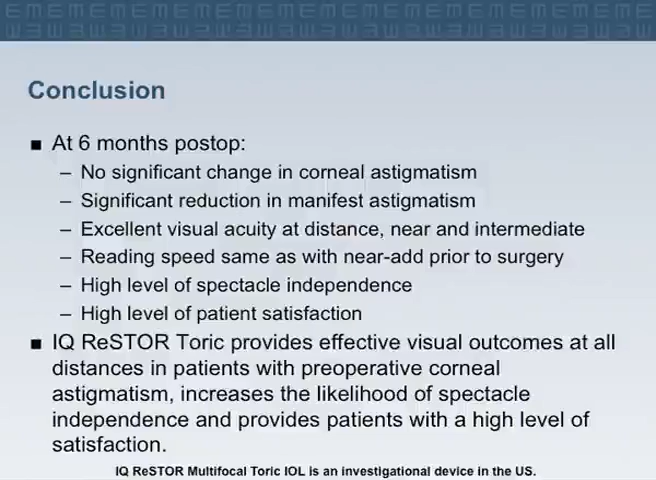 Conclusion
■ At 6 months postop:
– No significant change in corneal astigmatism
– Significant reduction in manifest astigmatism
– Excellent visual acuity at distance, near and intermediate
– Reading speed same as with near-add prior to surgery
– High level of spectacle independence
– High level of patient satisfaction
■ IQ ReSTOR Toric provides effective visual outcomes at all
distances in patients with preoperative corneal
astigmatism, increases the likelihood of spectacle
independence and provides patients with a high level of
satisfaction.
IQ ReSTOR Multifocal Toric IOL is an investigational device in the US.